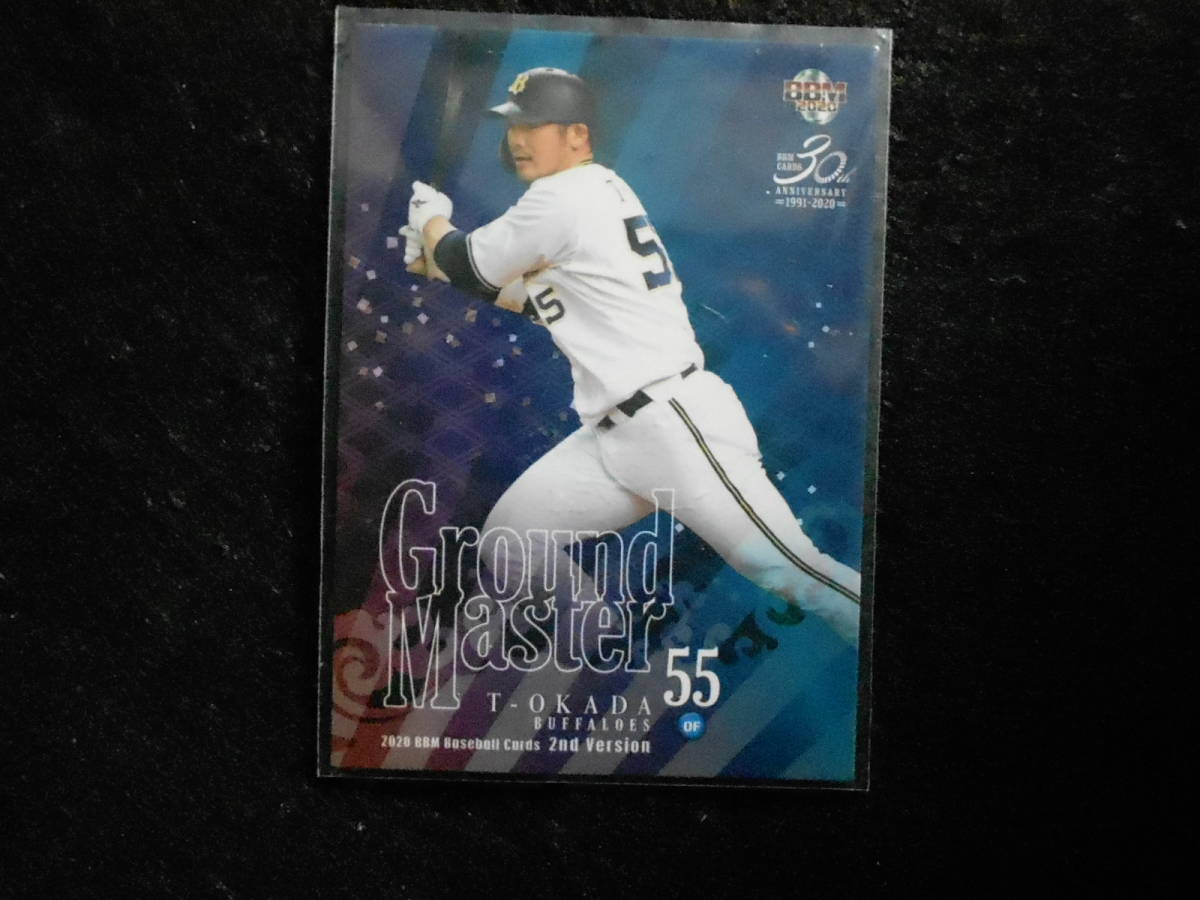 B
BBM
2020
BBM
CARDS
30th
ANNIVERSARY
1991-2020
55
Ground
Master
55
T-OKADA
BUFFALOES
OF
2020 BBM Baseball Cards 2nd Version